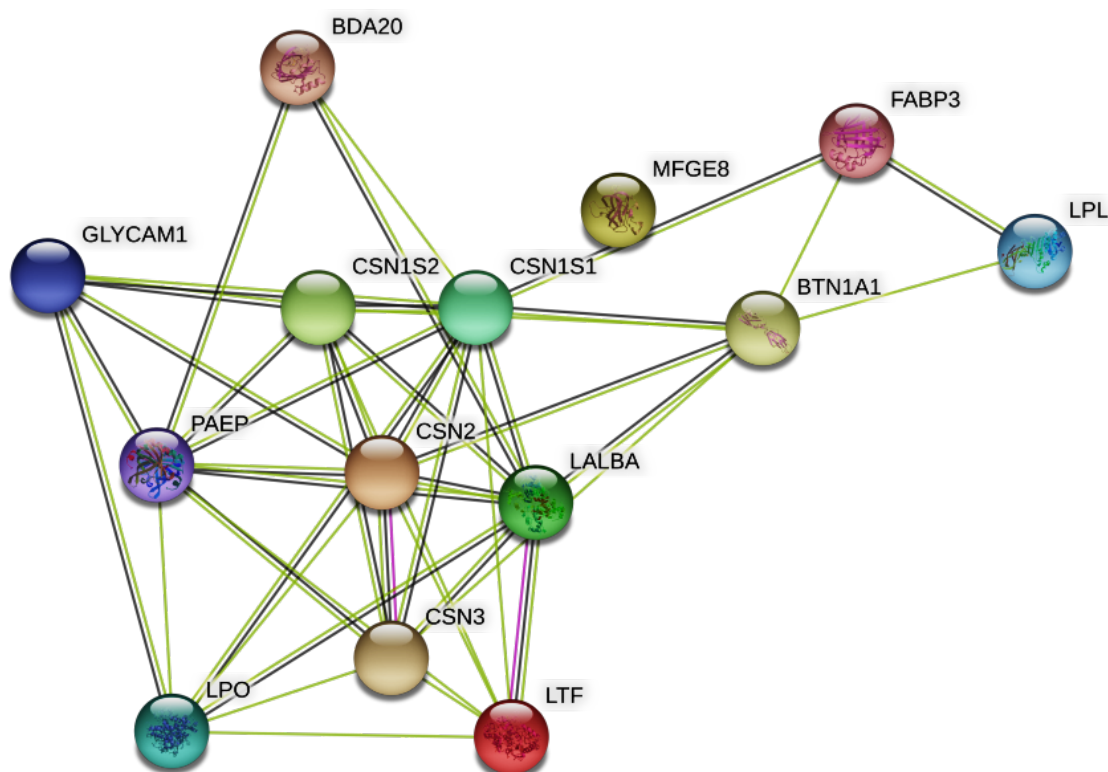 BDA20
FABP3
MFGE8
LPL
GLYCAM1
CSN1S2
CSN1S1
BTN1A1
PAEP
CSN2
LALBA
CSN3
LPO
LTF